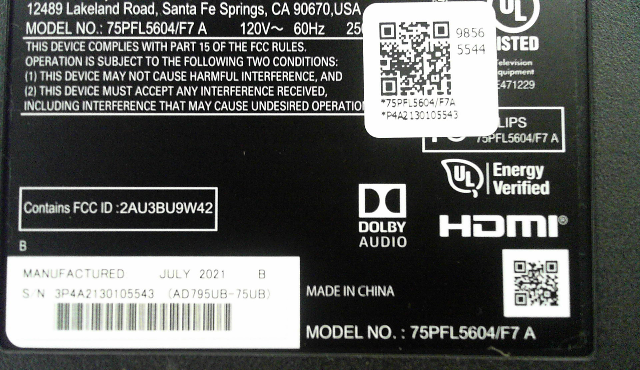 12489 Lakeland Road, Santa Fe Springs, CA 90670,USA
MODEL NO.: 75PFL5604/F7 A 120V~ 60Hz
THIS DEVICE COMPLIES WITH PART 15 OF THE FCC RULES.
OPERATION IS SUBJECT TO THE FOLLOWING TWO CONDITIONS:
(1) THIS DEVICE MAY NOT CAUSE HARMFUL INTERFERENCE, AND
(2) THIS DEVICE MUST ACCEPT ANY INTERFERENCE RECEIVED,
INCLUDING INTERFERENCE THAT MAY CAUSE UNDESIRED OPERATION
9856
5544
*75PFL5604/F7A
*P4A2130105543
UL
LISTED
Television
Equipment
E471229
75PFL5604/F7 A
UL Energy
Verified
Contains FCC ID :2AU3BU9W42
DOLBY
AUDIO
HDMI®
B
MANUFACTURED JULY 2021 B
S/N 3P4A2130105543 (AD795UB-75UB)
MADE IN CHINA
MODEL NO. : 75PFL5604/F7 A